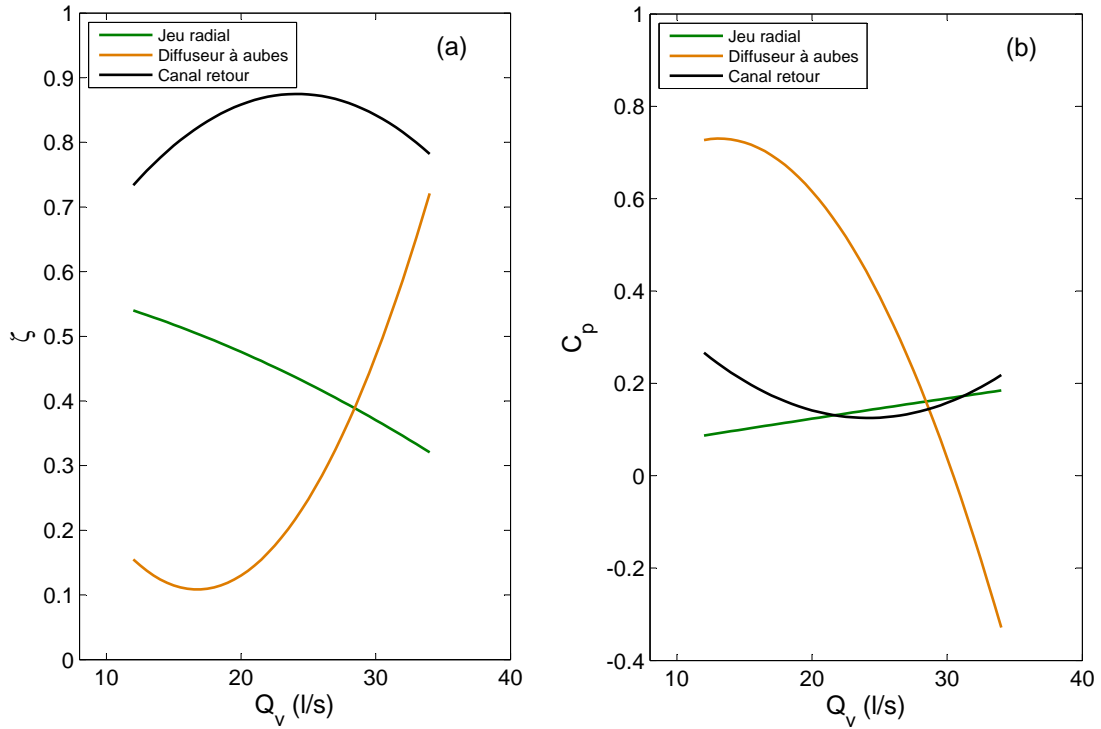 (a)
Jeu radial
Diffuseur à aubes
Canal retour
1
0.9
0.8
0.7
0.6
0.5
0.4
0.3
0.2
0.1
0
ζ
10
20
30
40
Q_v (l/s)
(b)
Jeu radial
Diffuseur à aubes
Canal retour
1
0.8
0.6
0.4
0.2
0
-0.2
-0.4
C_p
10
20
30
40
Q_v (l/s)